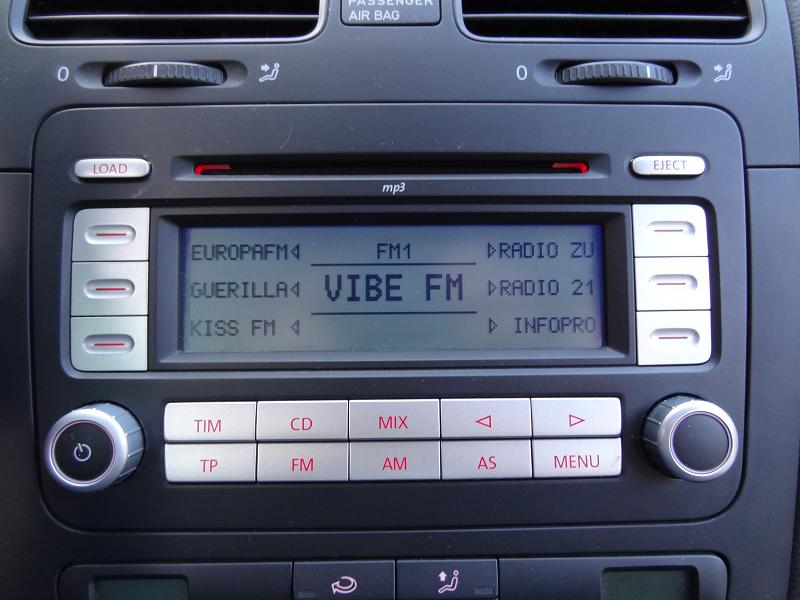 PASSENGER
AIR BAG
0
0
LOAD
EJECT
mp3
EUROPAFM FM1 RADIO ZU
GUERILLA VIBE FM RADIO 21
KISS FM INFOPRO
TIM CD MIX
TP FM AM AS MENU